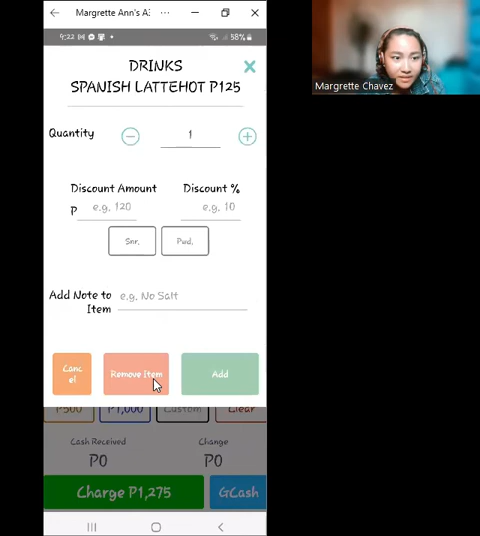 Margrette Ann's A3
Margrette Chavez
9:22
58%
DRINKS
SPANISH LATTEHOT P125
Quantity
1
Discount Amount
Discount %
P
e.g. 120
e.g. 10
Snr.
Pwd.
Add Note to
Item
e.g. No Salt
Canc
el
Remove Item
Add
P500
P1,000
Custom
Clear
Cash Received
Change
P0
P0
Charge P1,275
GCash